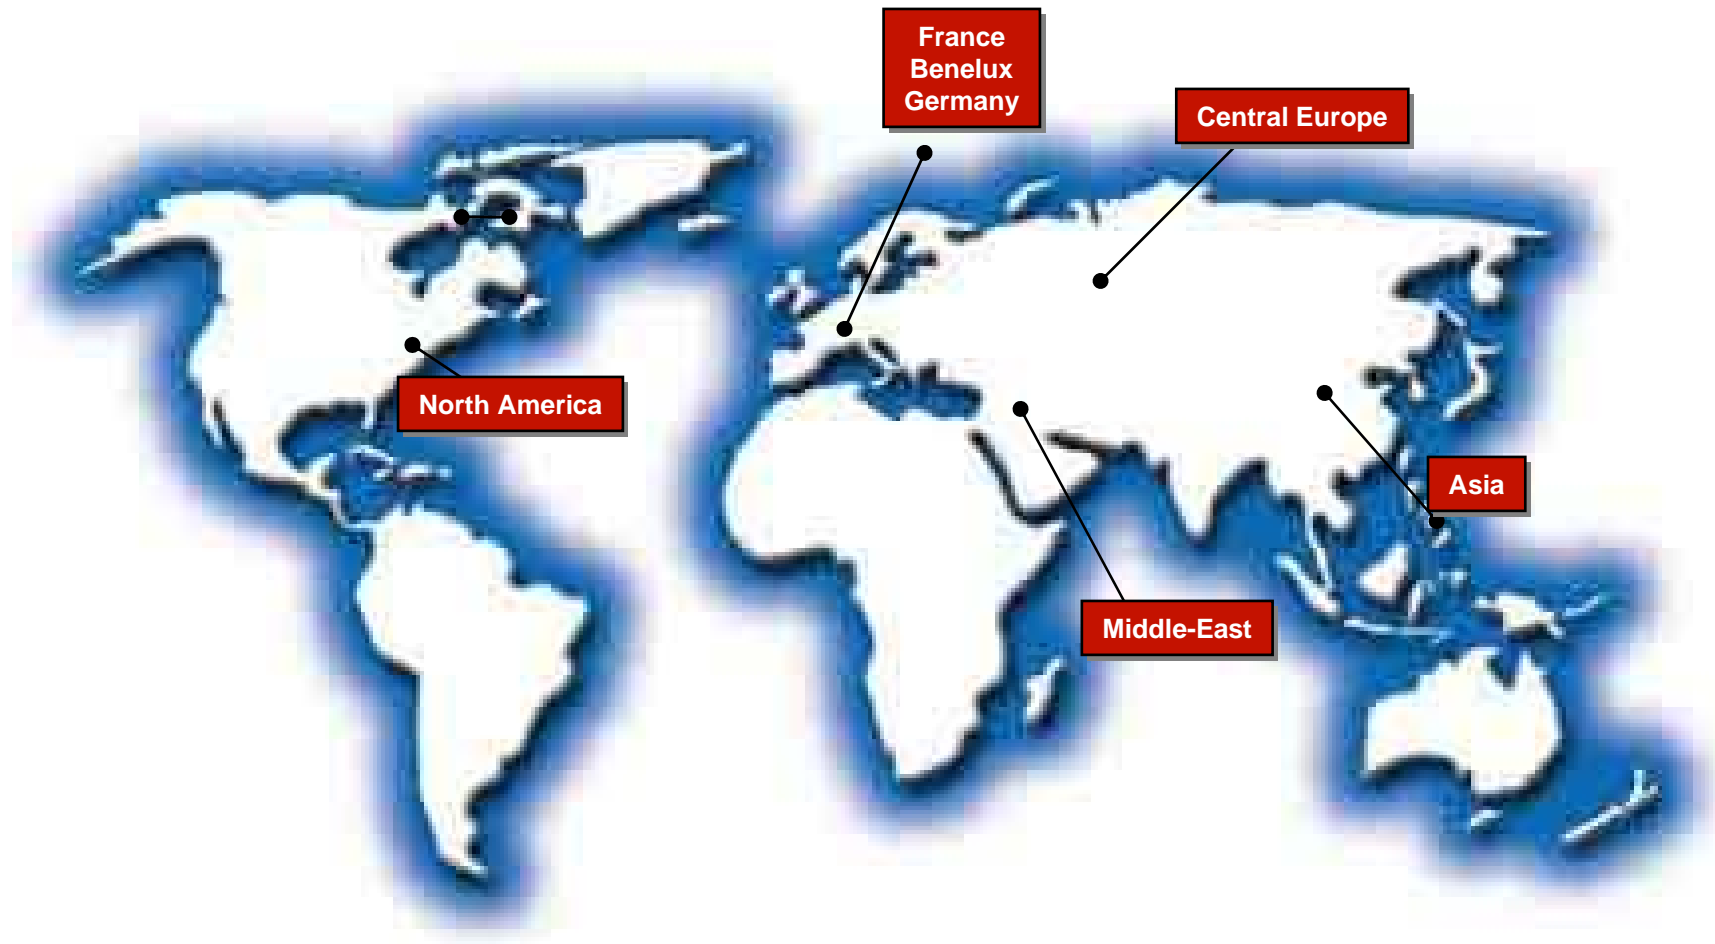 France
Benelux
Germany
Central Europe
North America
Asia
Middle-East